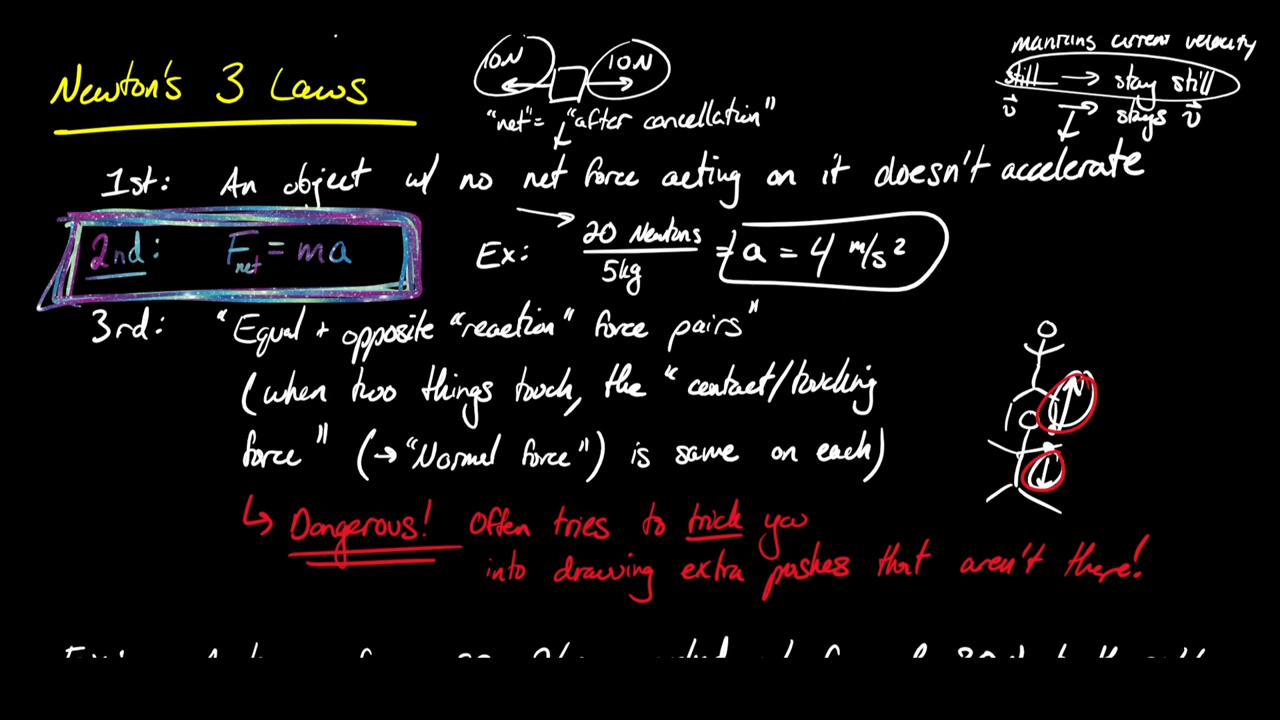 Newton's 3 Laws
10N 10N
"net" = "after cancellation"
maintains current velocity
still → stay still
v → stays v
1st: An object w/ no net force acting on it doesn't accelerate
2nd: Fnet = ma
Ex: 20 Newtons / 5kg = a = 4 m/s²
3rd: "Equal + opposite "reaction" force pairs"
(when two things touch, the "contact/touching
force" (→ "Normal force") is same on each)
↳ Dangerous! Often tries to trick you
into drawing extra pushes that aren't there!